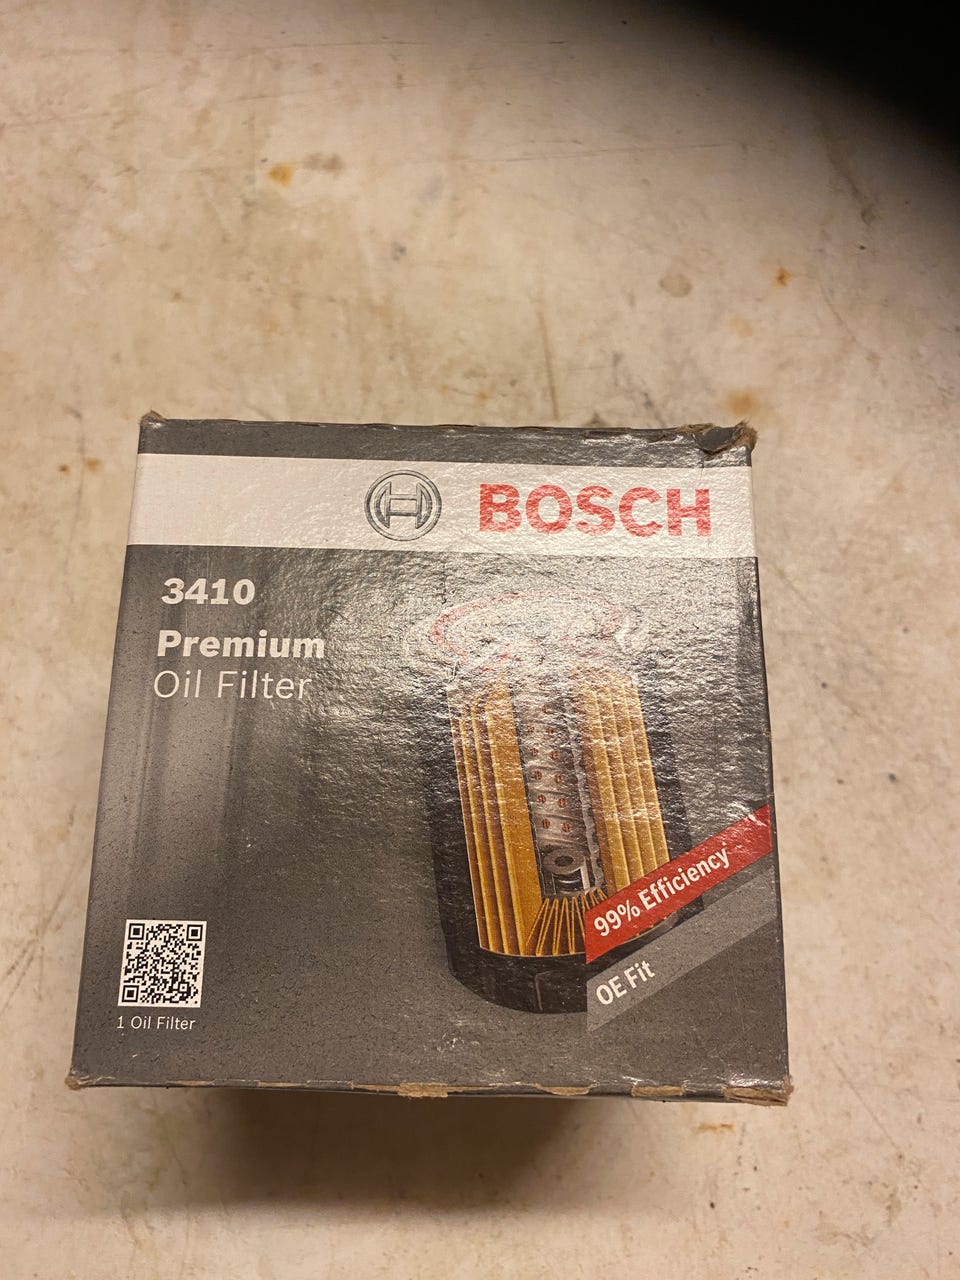 BOSCH
3410
Premium
Oil Filter
99% Efficiency*
OE Fit
1 Oil Filter